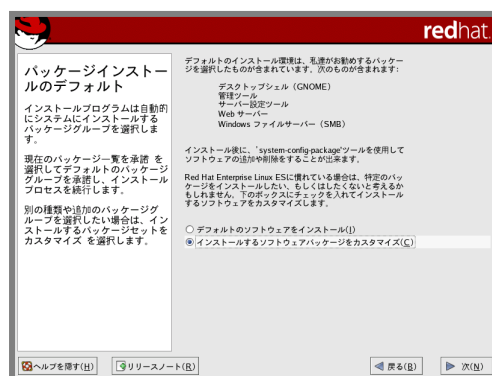 redhat.
パッケージインストー
ルのデフォルト
インストールプログラムは自動的
にシステムにインストールする
パッケージグループを選択しま
す。
現在のパッケージ一覧を承諾 を
選択してデフォルトのパッケージ
グループを承諾し、インストール
プロセスを続行します。
別の種類や追加のパッケージグ
ループを選択したい場合は、イン
ストールするパッケージセットを
カスタマイズ を選択します。
デフォルトのインストール環境は、私達がお勧めするパッケー
ジを選択したものが含まれています。次のものが含まれます:
デスクトップシェル (GNOME)
管理ツール
サーバー設定ツール
Web サーバー
Windows ファイルサーバー (SMB)
インストール後に、`system-config-package'ツールを使用して
ソフトウェアの追加や削除をすることが出来ます。
Red Hat Enterprise Linux ESに慣れている場合は、特定のパッ
ケージをインストールしたい、もしくはしたくないと考えるか
もしれません。下のボックスにチェックを入れてインストール
するソフトウェアをカスタマイズします。
デフォルトのソフトウェアをインストール(I)
インストールするソフトウェアパッケージをカスタマイズ(C)
ヘルプを隠す(H)
リリースノート(R)
戻る(B)
次(N)